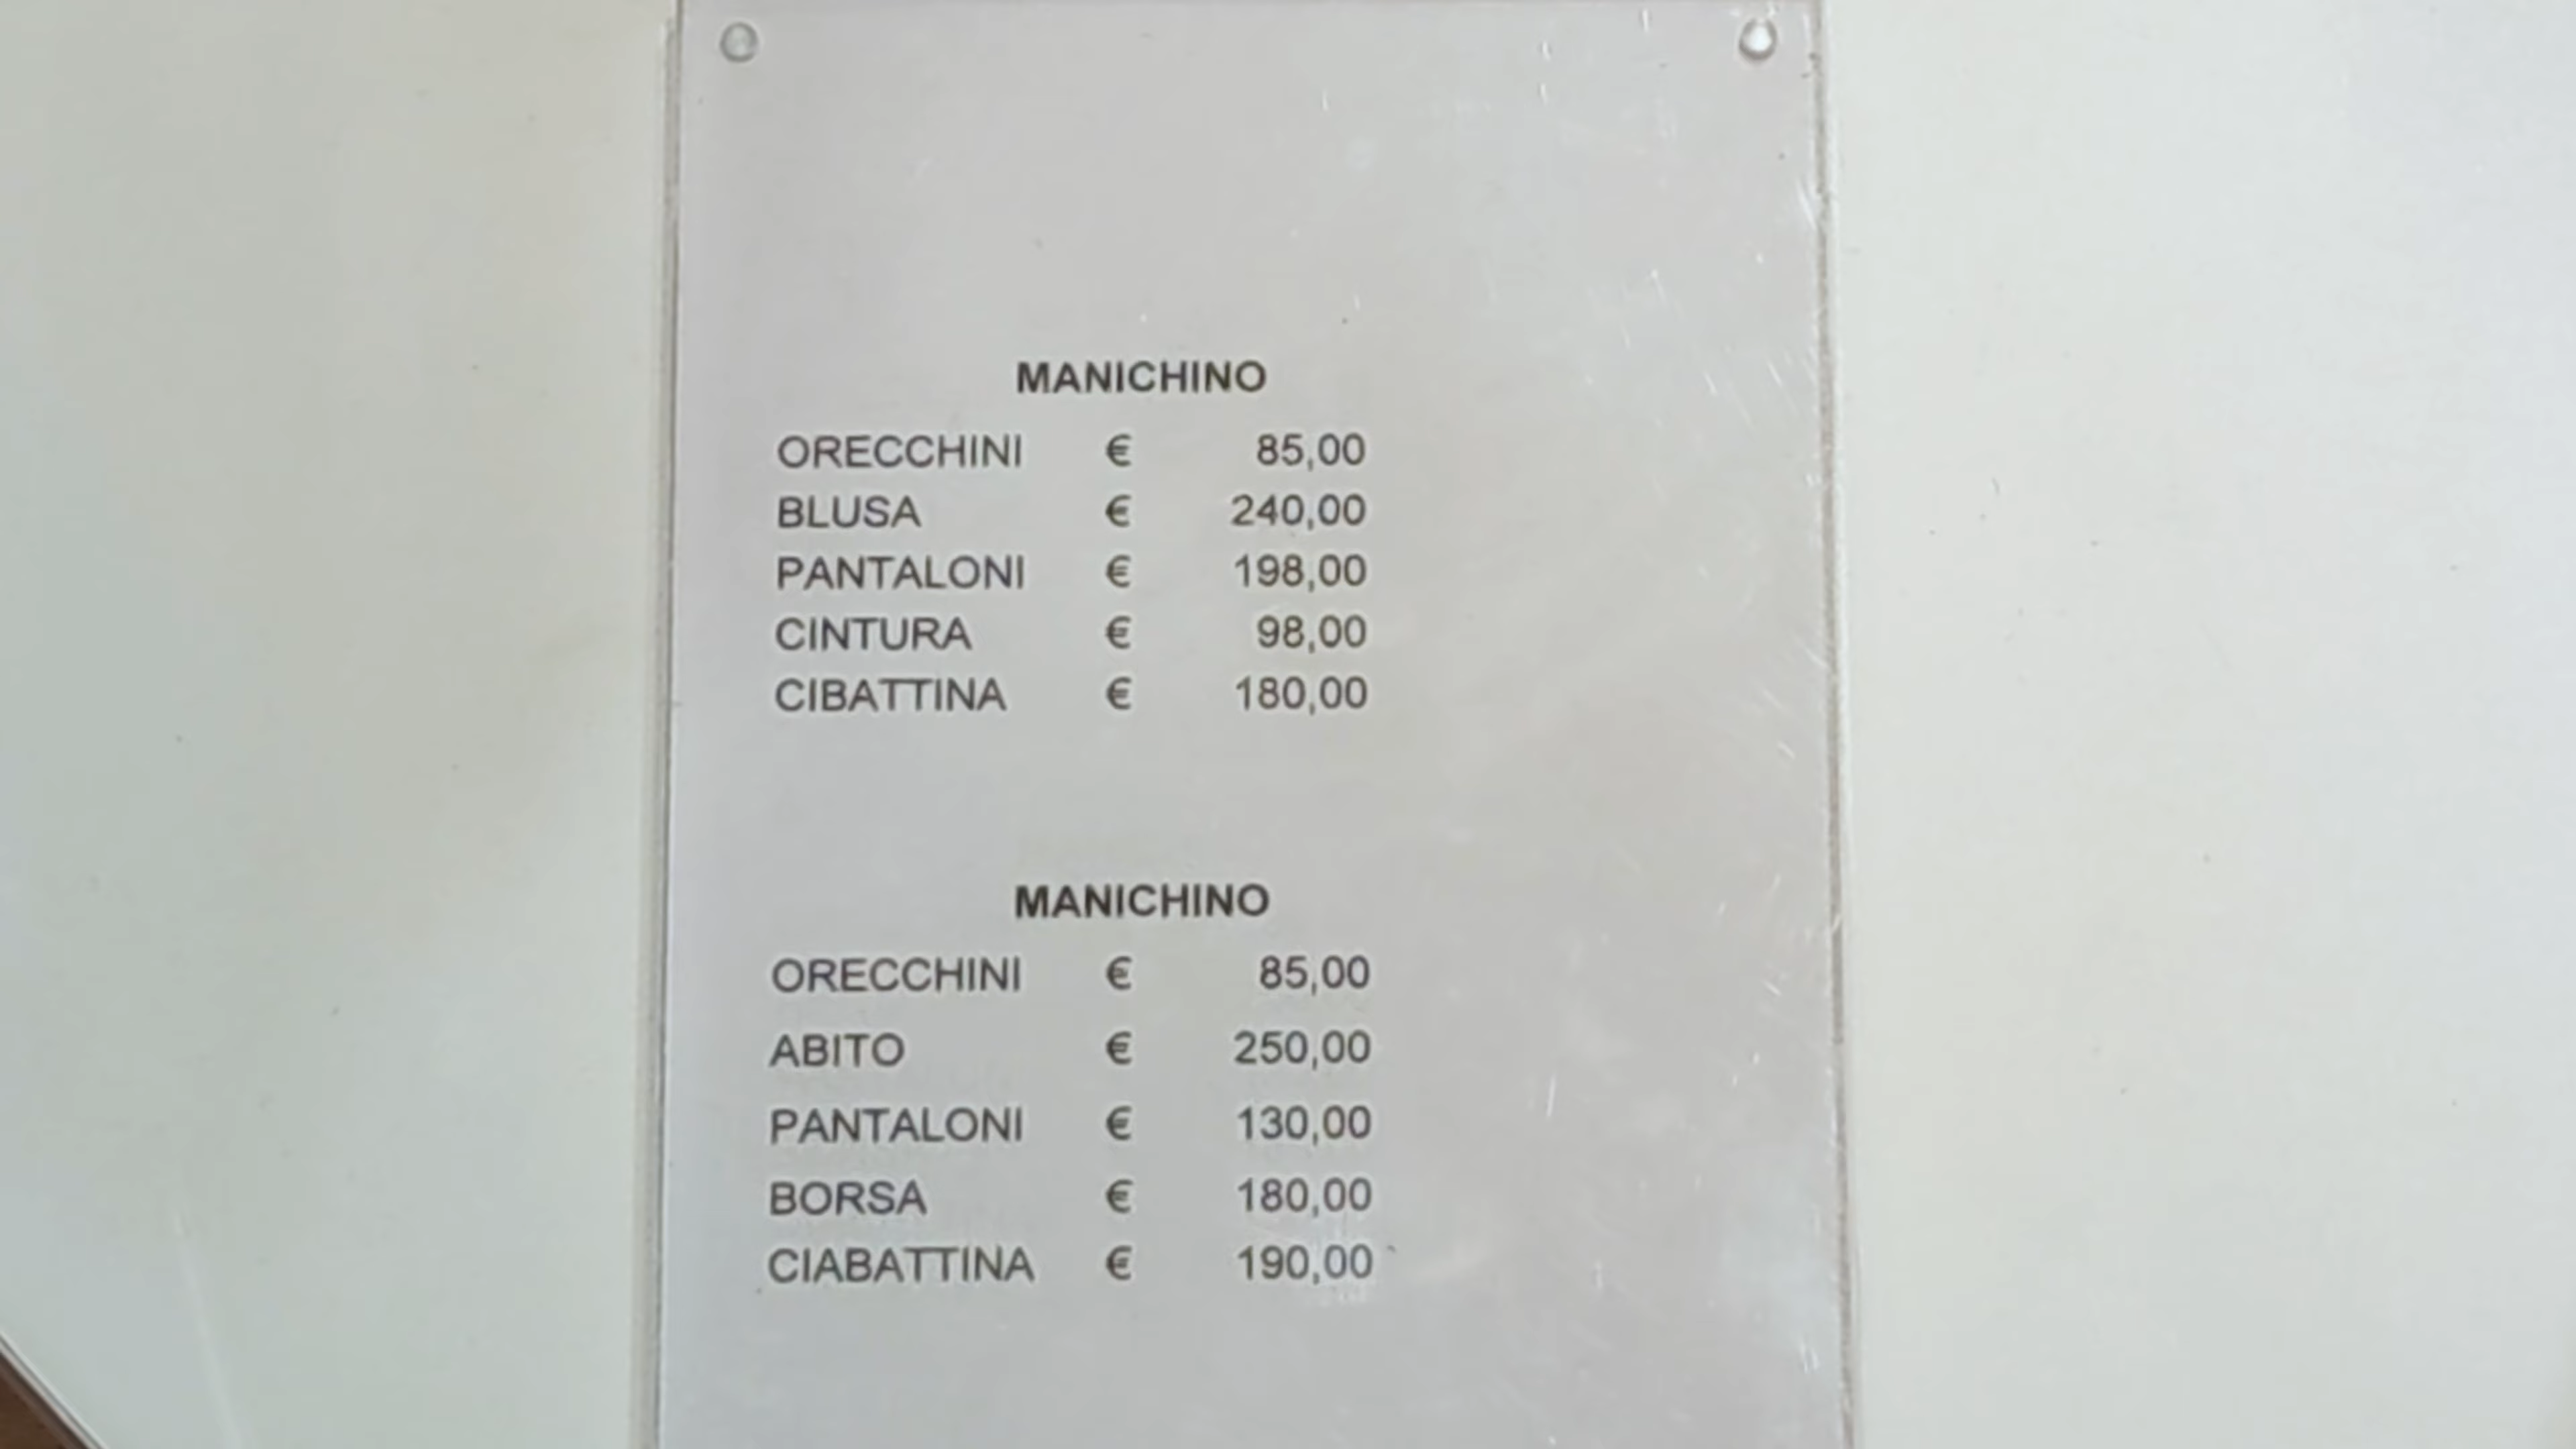 MANICHINO
ORECCHINI € 85,00
BLUSA € 240,00
PANTALONI € 198,00
CINTURA € 98,00
CIBATTINA € 180,00
MANICHINO
ORECCHINI € 85,00
ABITO € 250,00
PANTALONI € 130,00
BORSA € 180,00
CIABATTINA € 190,00